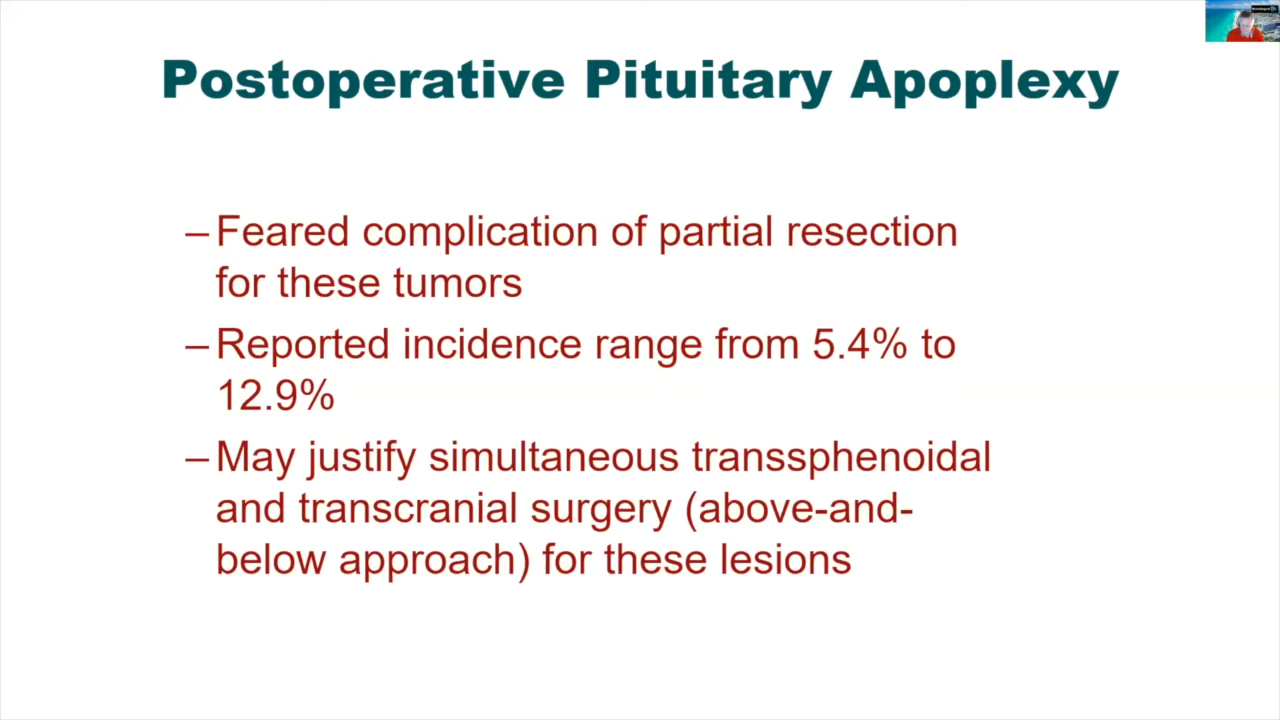 Postoperative Pituitary Apoplexy
–Feared complication of partial resection
for these tumors
–Reported incidence range from 5.4% to
12.9%
–May justify simultaneous transsphenoidal
and transcranial surgery (above-and-
below approach) for these lesions